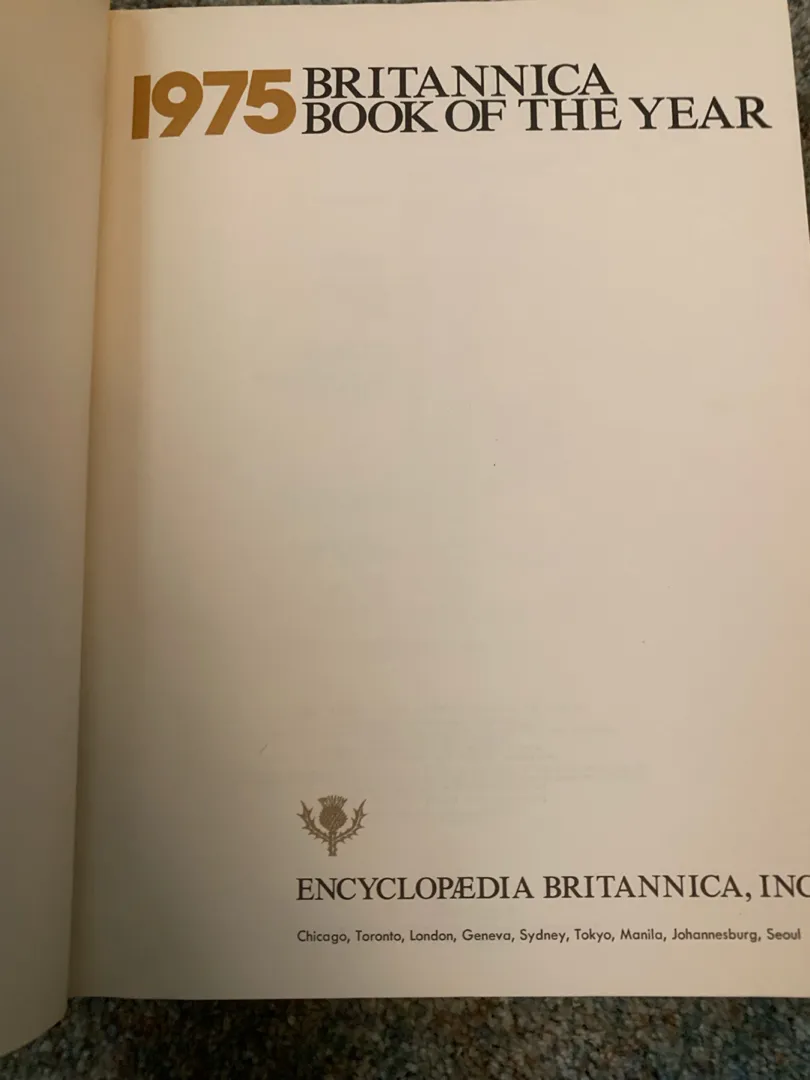 1975 BRITANNICA
BOOK OF THE YEAR
ENCYCLOPÆDIA BRITANNICA, INC
Chicago, Toronto, London, Geneva, Sydney, Tokyo, Manila, Johannesburg, Seoul